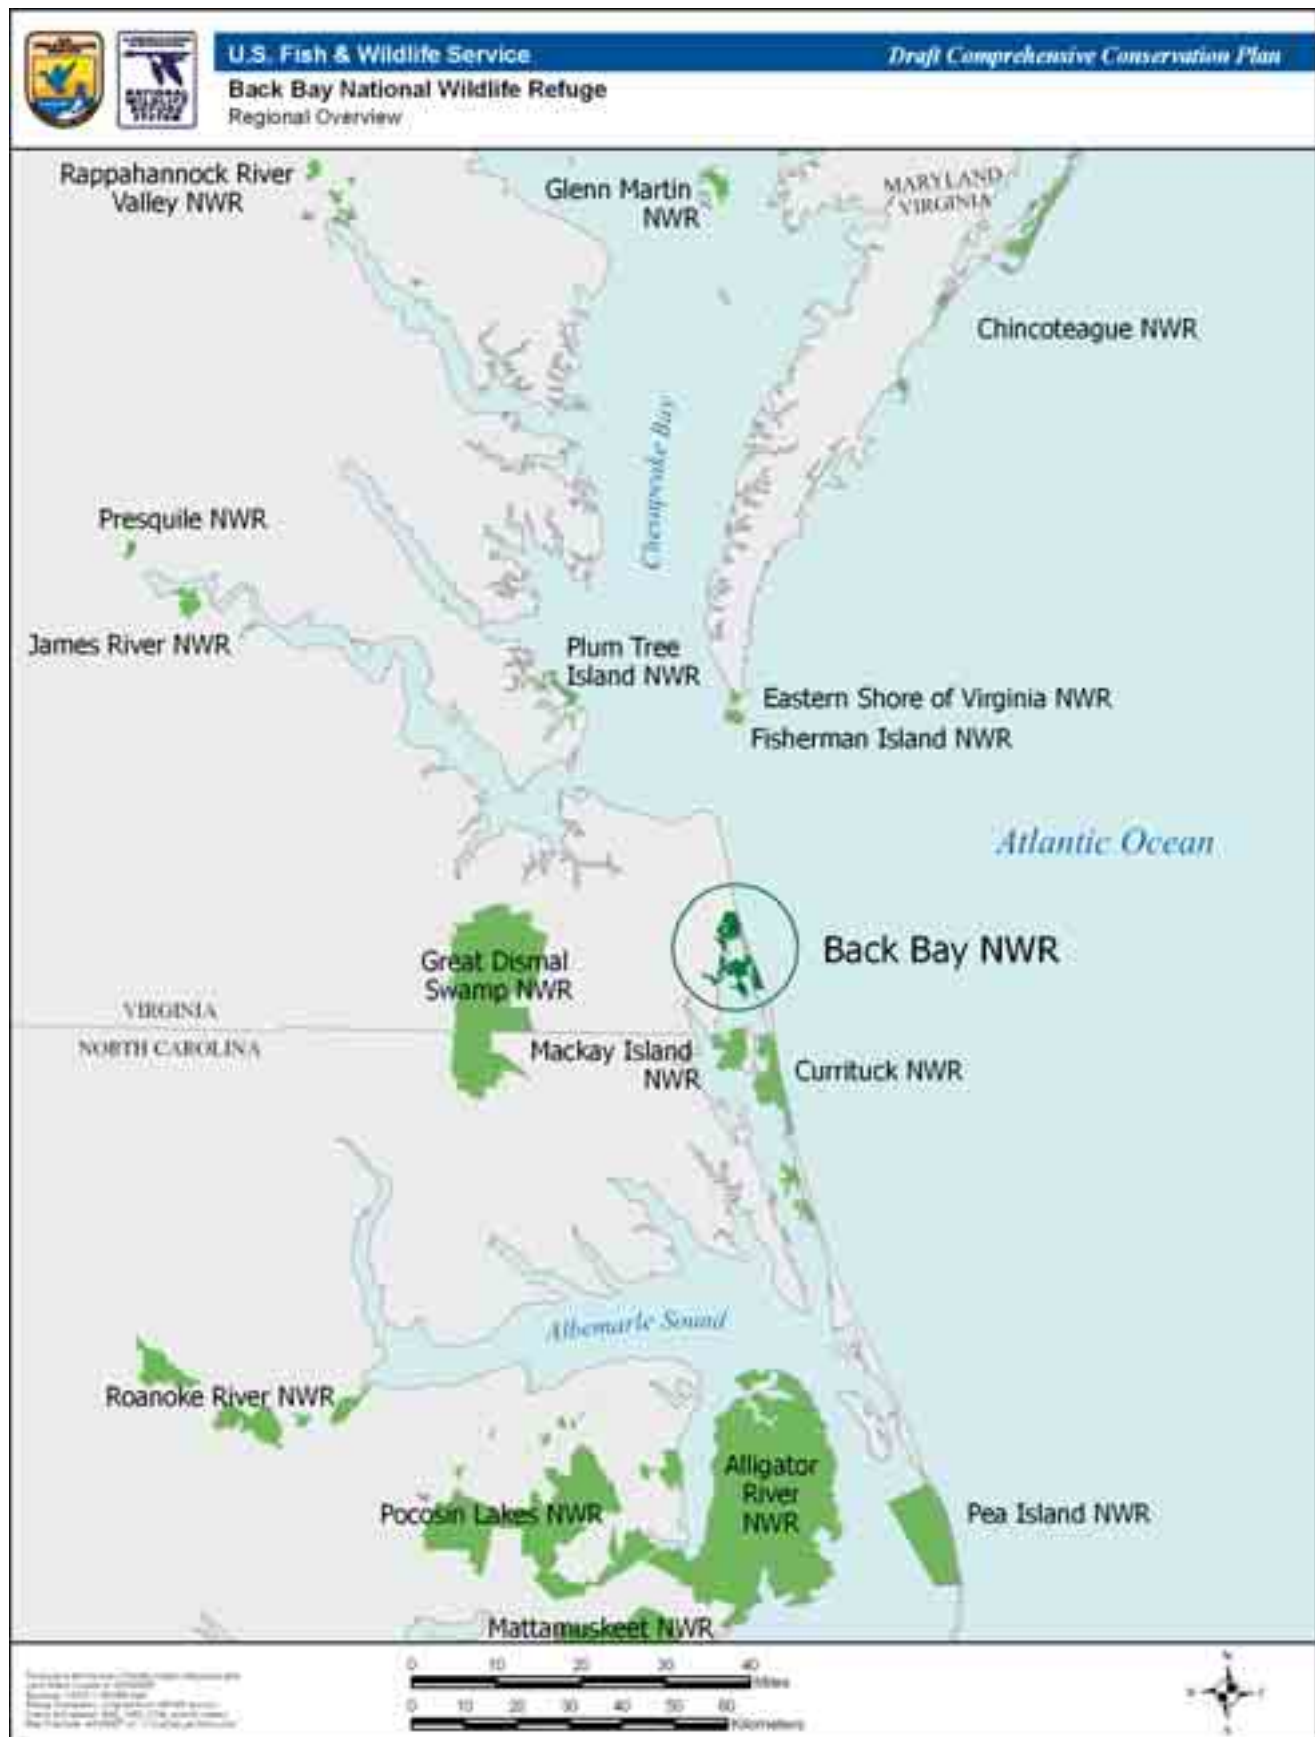 U.S. Fish & Wildlife Service
Draft Comprehensive Conservation Plan
Back Bay National Wildlife Refuge
Regional Overview
NATIONAL
WILDLIFE
REFUGE
SYSTEM
Rappahannock River
Valley NWR
Glenn Martin
NWR
MARYLAND
VIRGINIA
Chincoteague NWR
Chesapeake Bay
Presquile NWR
James River NWR
Plum Tree
Island NWR
Eastern Shore of Virginia NWR
Fisherman Island NWR
Atlantic Ocean
Back Bay NWR
Great Dismal
Swamp NWR
VIRGINIA
NORTH CAROLINA
Mackay Island
NWR
Currituck NWR
Albemarle Sound
Roanoke River NWR
Alligator
River
NWR
Pocosin Lakes NWR
Pea Island NWR
Mattamuskeet NWR
0 10 20 30 40
Miles
0 10 20 30 40 50 60
Kilometers